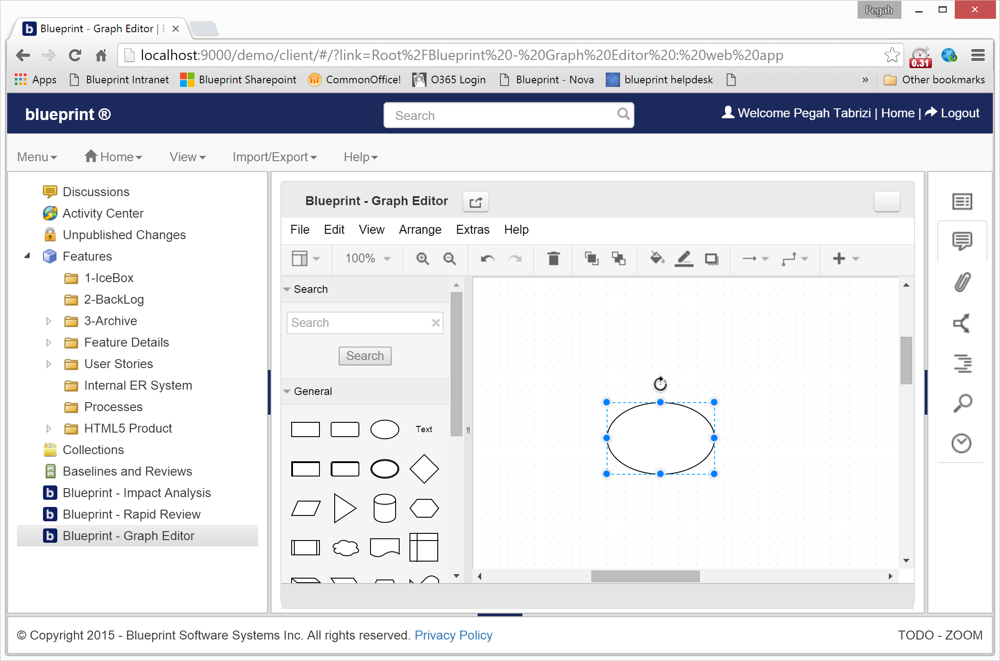 Pegah
Blueprint - Graph Editor |
localhost:9000/demo/client/#/?link=Root%2FBlueprint%20-%20Graph%20Editor%20:%20web%20app
0.31
Apps Blueprint Intranet Blueprint Sharepoint CommonOffice! O365 Login Blueprint - Nova blueprint helpdesk » Other bookmarks
blueprint ® Search Welcome Pegah Tabrizi | Home | Logout
Menu Home View Import/Export Help
Discussions
Activity Center
Unpublished Changes
Features
1-IceBox
2-BackLog
3-Archive
Feature Details
User Stories
Internal ER System
Processes
HTML5 Product
Collections
Baselines and Reviews
b Blueprint - Impact Analysis
b Blueprint - Rapid Review
b Blueprint - Graph Editor
Blueprint - Graph Editor
File Edit View Arrange Extras Help
100%
Search
Search
Search
General
Text
© Copyright 2015 - Blueprint Software Systems Inc. All rights reserved. Privacy Policy
TODO - ZOOM